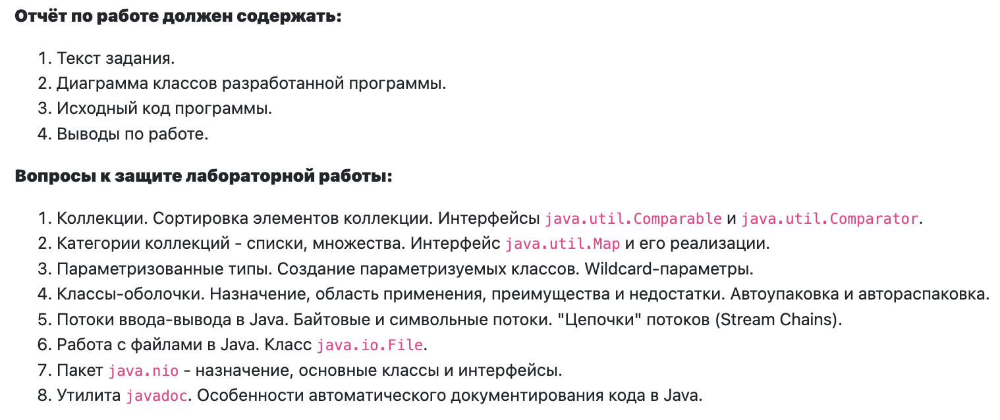 Отчёт по работе должен содержать:
1. Текст задания.
2. Диаграмма классов разработанной программы.
3. Исходный код программы.
4. Выводы по работе.
Вопросы к защите лабораторной работы:
1. Коллекции. Сортировка элементов коллекции. Интерфейсы java.util.Comparable и java.util.Comparator.
2. Категории коллекций - списки, множества. Интерфейс java.util.Map и его реализации.
3. Параметризованные типы. Создание параметризуемых классов. Wildcard-параметры.
4. Классы-оболочки. Назначение, область применения, преимущества и недостатки. Автоупаковка и автораспаковка.
5. Потоки ввода-вывода в Java. Байтовые и символьные потоки. "Цепочки" потоков (Stream Chains).
6. Работа с файлами в Java. Класс java.io.File.
7. Пакет java.nio - назначение, основные классы и интерфейсы.
8. Утилита javadoc. Особенности автоматического документирования кода в Java.